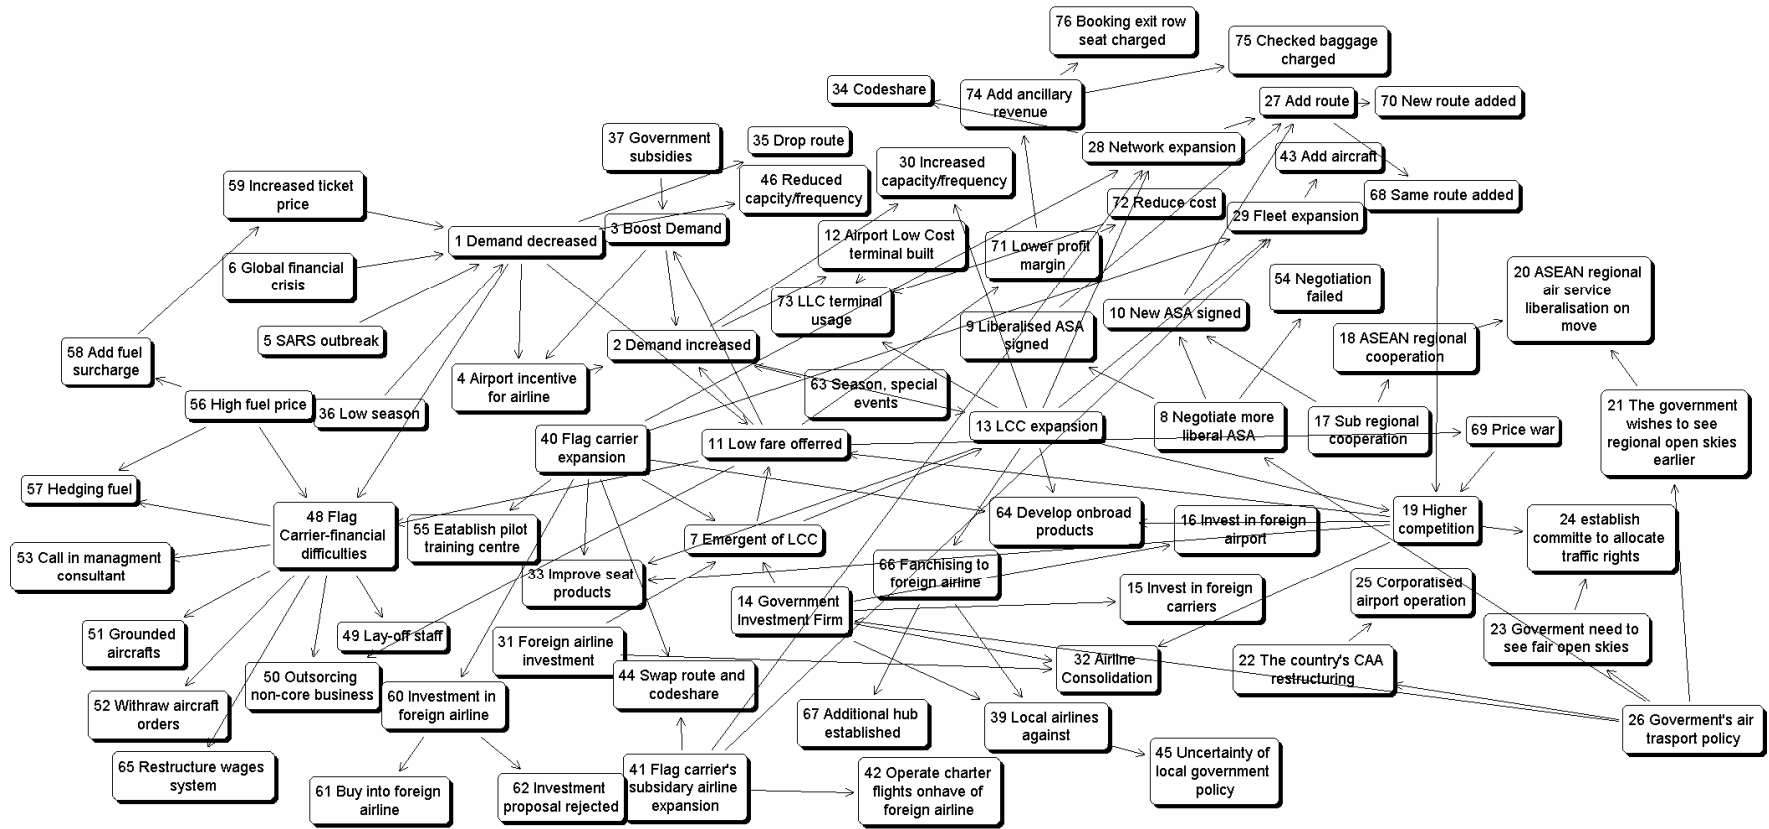 76 Booking exit row
seat charged
75 Checked baggage
charged
34 Codeshare
74 Add ancillary
revenue
27 Add route
70 New route added
37 Government
subsidies
35 Drop route
28 Network expansion
30 Increased
capacity/frequency
43 Add aircraft
59 Increased ticket
price
46 Reduced
capcity/frequency
72 Reduce cost
68 Same route added
29 Fleet expansion
1 Demand decreased
3 Boost Demand
12 Airport Low Cost
terminal built
71 Lower profit
margin
6 Global financial
crisis
54 Negotiation
failed
20 ASEAN regional
air service
liberalisation on
move
73 LLC terminal
usage
10 New ASA signed
9 Liberalised ASA
signed
5 SARS outbreak
2 Demand increased
18 ASEAN regional
cooperation
58 Add fuel
surcharge
4 Airport incentive
for airline
63 Season, special
events
56 High fuel price
36 Low season
13 LCC expansion
8 Negotiate more
liberal ASA
17 Sub regional
cooperation
69 Price war
21 The government
wishes to see
regional open skies
earlier
40 Flag carrier
expansion
11 Low fare offerred
57 Hedging fuel
48 Flag
Carrier-financial
difficulties
55 Eatablish pilot
training centre
7 Emergent of LCC
64 Develop onbroad
products
16 Invest in foreign
airport
19 Higher
competition
24 establish
committe to allocate
traffic rights
53 Call in managment
consultant
33 Improve seat
products
66 Fanchising to
foreign airline
15 Invest in foreign
carriers
25 Corporatised
airport operation
14 Government
Investment Firm
51 Grounded
aircrafts
49 Lay-off staff
31 Foreign airline
investment
23 Goverment need to
see fair open skies
50 Outsorcing
non-core business
44 Swap route and
codeshare
32 Airline
Consolidation
22 The country's CAA
restructuring
52 Withraw aircraft
orders
60 Investment in
foreign airline
67 Additional hub
established
39 Local airlines
against
26 Goverment's air
trasport policy
65 Restructure wages
system
61 Buy into foreign
airline
62 Investment
proposal rejected
41 Flag carrier's
subsidary airline
expansion
42 Operate charter
flights onhave of
foreign airline
45 Uncertainty of
local government
policy